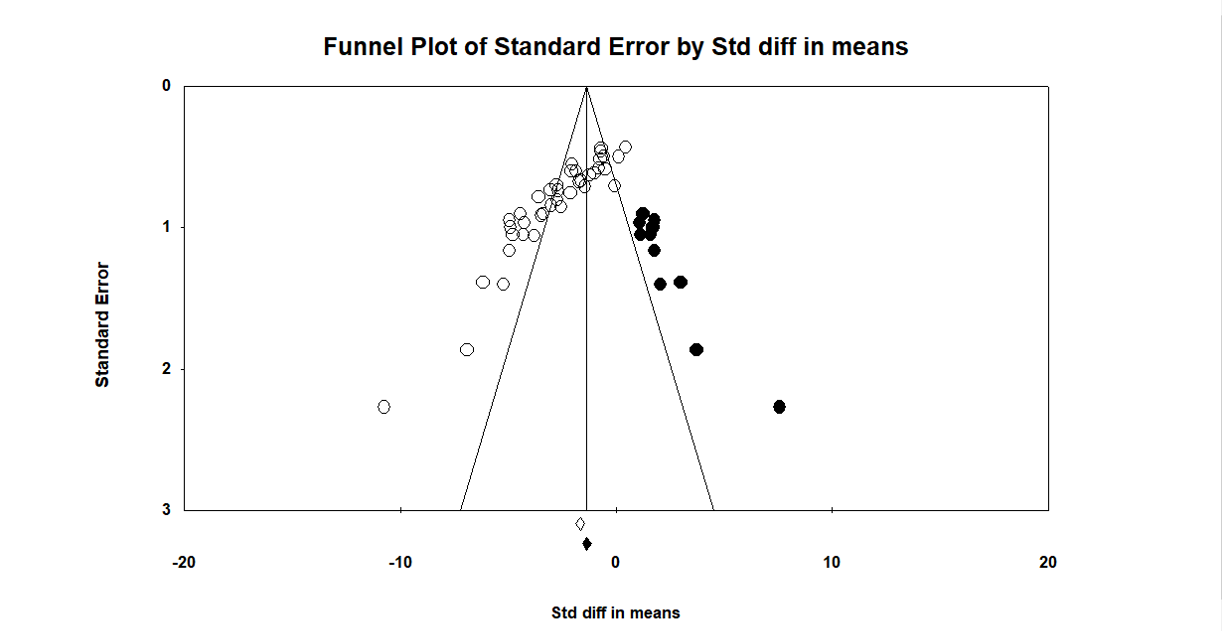 Funnel Plot of Standard Error by Std diff in means
0
1
2
3
Standard Error
-20 -10 0 10 20
Std diff in means